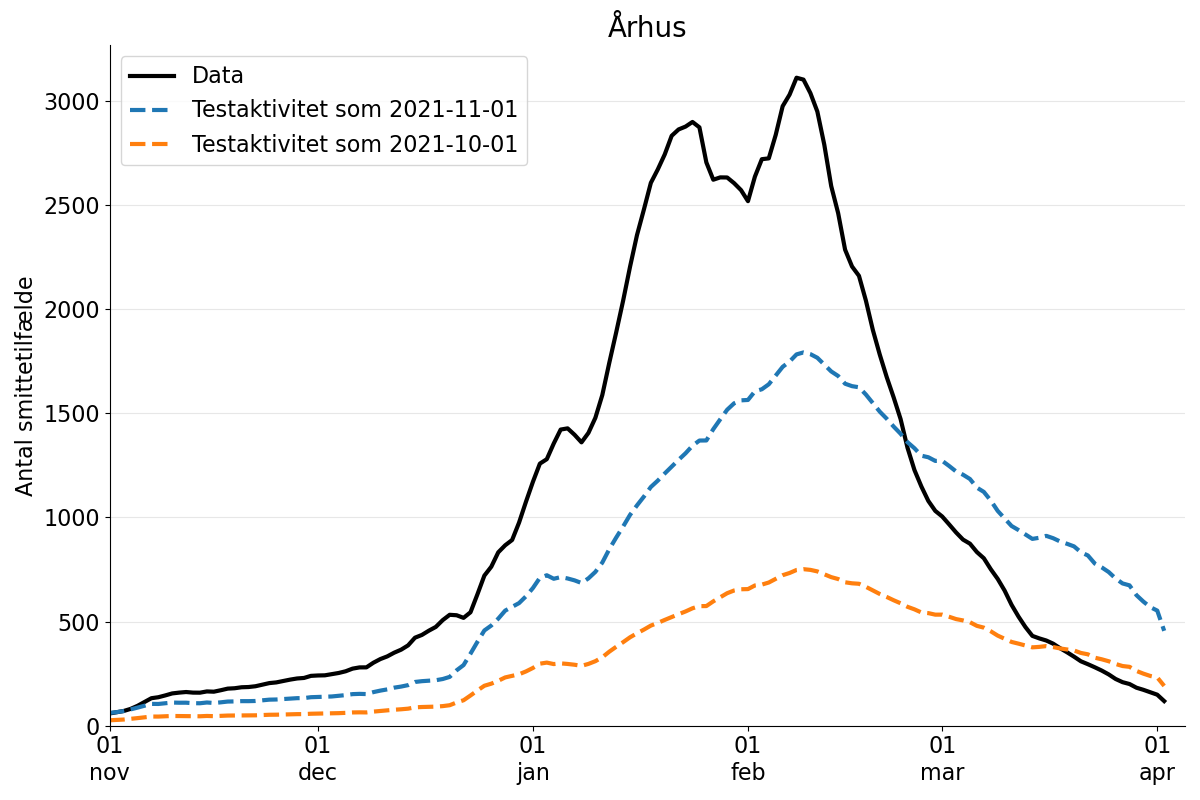 Århus
Data
Testaktivitet som 2021-11-01
Testaktivitet som 2021-10-01
Antal smittetilfælde
3000
2500
2000
1500
1000
500
0
01 01 01 01 01 01
nov dec jan feb mar apr